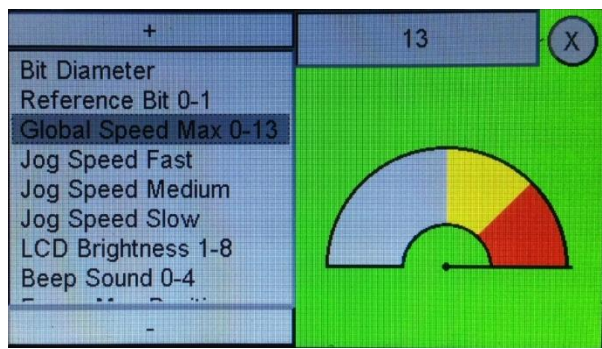 +
13
X
Bit Diameter
Reference Bit 0-1
Global Speed Max 0-13
Jog Speed Fast
Jog Speed Medium
Jog Speed Slow
LCD Brightness 1-8
Beep Sound 0-4
-